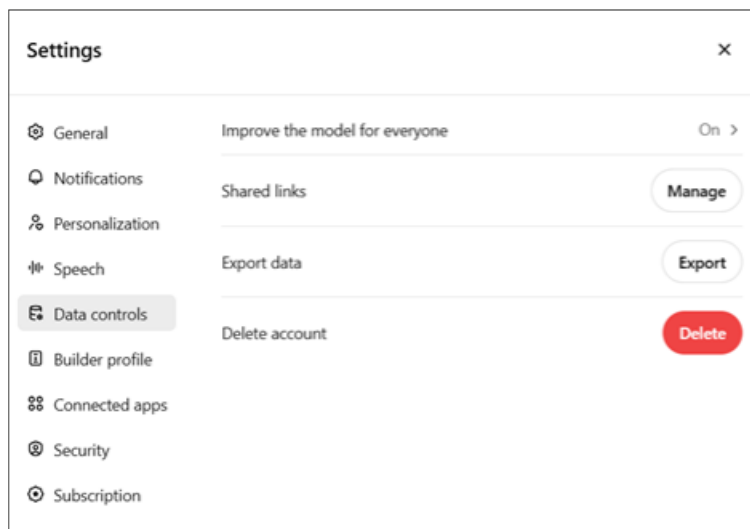 Settings
General
Notifications
Personalization
Speech
Data controls
Builder profile
Connected apps
Security
Subscription
Improve the model for everyone On
Shared links Manage
Export data Export
Delete account Delete